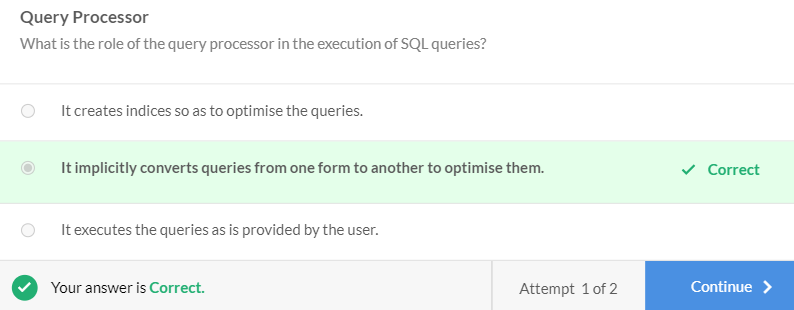 Query Processor
What is the role of the query processor in the execution of SQL queries?
It creates indices so as to optimise the queries.
It implicitly converts queries from one form to another to optimise them.
Correct
It executes the queries as is provided by the user.
Your answer is Correct.
Attempt 1 of 2
Continue